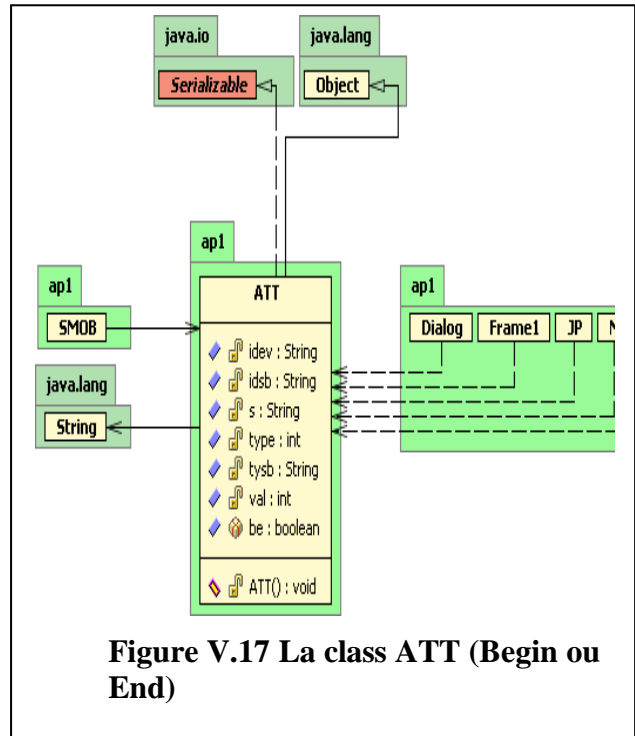 java.io
java.lang
Serializable
Object
ap1
ATT
idev : String
idsb : String
s : String
type : int
tysb : String
val : int
be : boolean
ATT() : void
ap1
SMOB
java.lang
String
ap1
Dialog
Frame1
JP
Figure V.17 La class ATT (Begin ou
End)